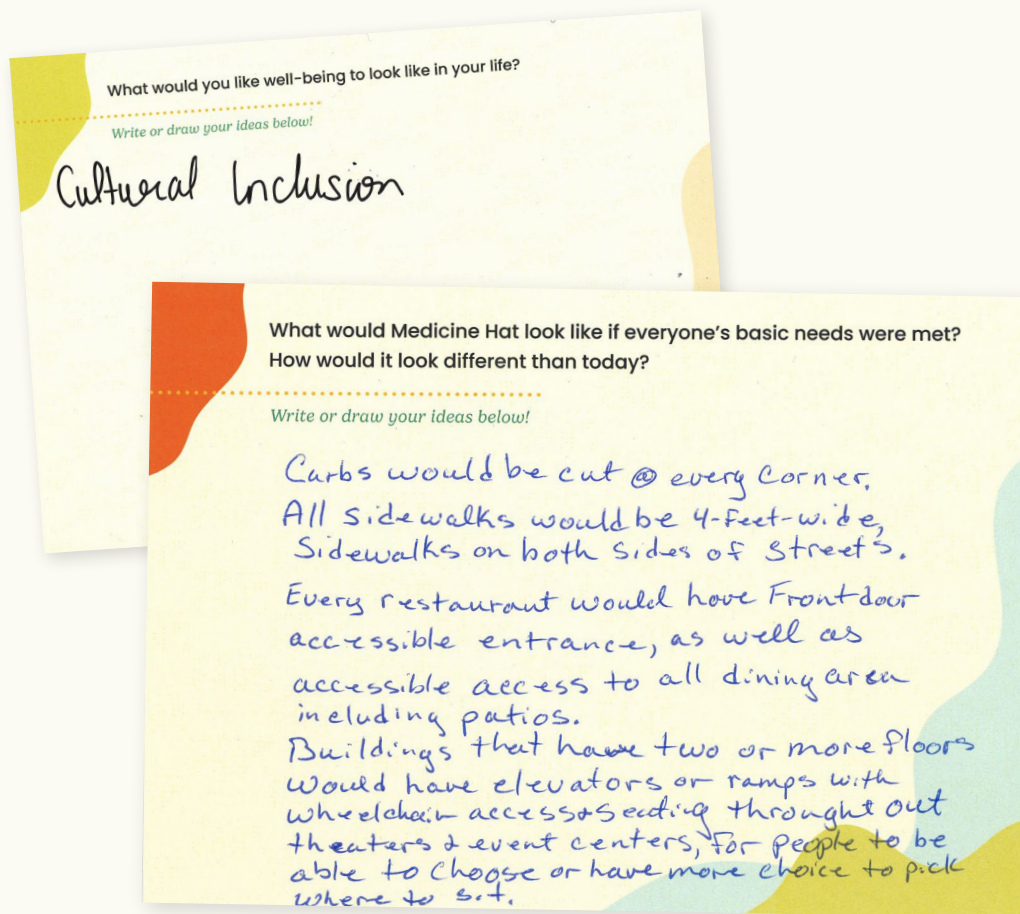 What would you like well-being to look like in your life?
Write or draw your ideas below!
Cultural Inclusion
What would Medicine Hat look like if everyone's basic needs were met?
How would it look different than today?
Write or draw your ideas below!
Curbs would be cut @ every corner.
All sidewalks would be 4-feet-wide,
Sidewalks on both sides of Street's.
Every restaurant would have Front door
accessible entrance, as well as
accessible access to all dining area
including patios.
Buildings that have two or more floors
would have elevators or ramps with
wheelchair access & seating throught out
theaters & event centers, for people to be
able to choose or have more choice to pick
where to sit.